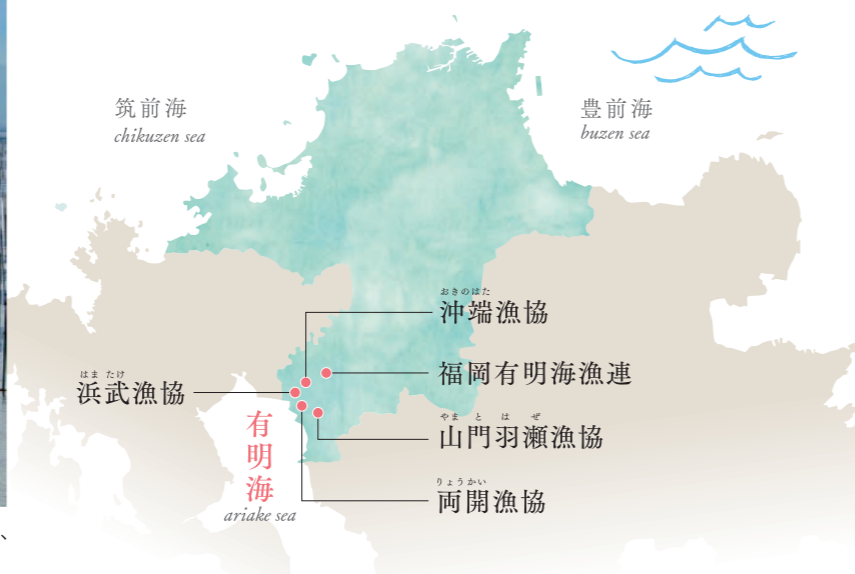 筑前海
chikuzen sea
豊前海
buzen sea
おきのはた
沖端漁協
福岡有明海漁連
はま たけ
浜武漁協
やま と は ぜ
山門羽瀬漁協
りょうかい
両開漁協
有明海
ariake sea
、